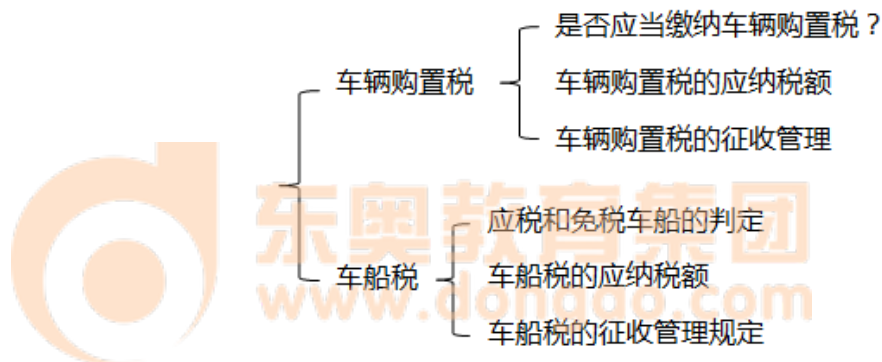 是否应当缴纳车辆购置税？
车辆购置税
车辆购置税的应纳税额
车辆购置税的征收管理
东奥教育集团
应税和免税车船的判定
车船税
车船税的应纳税额
www.dongao.com
车船税的征收管理规定